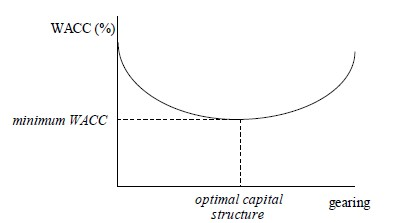 WACC (%)
minimum WACC
optimal capital
structure
gearing